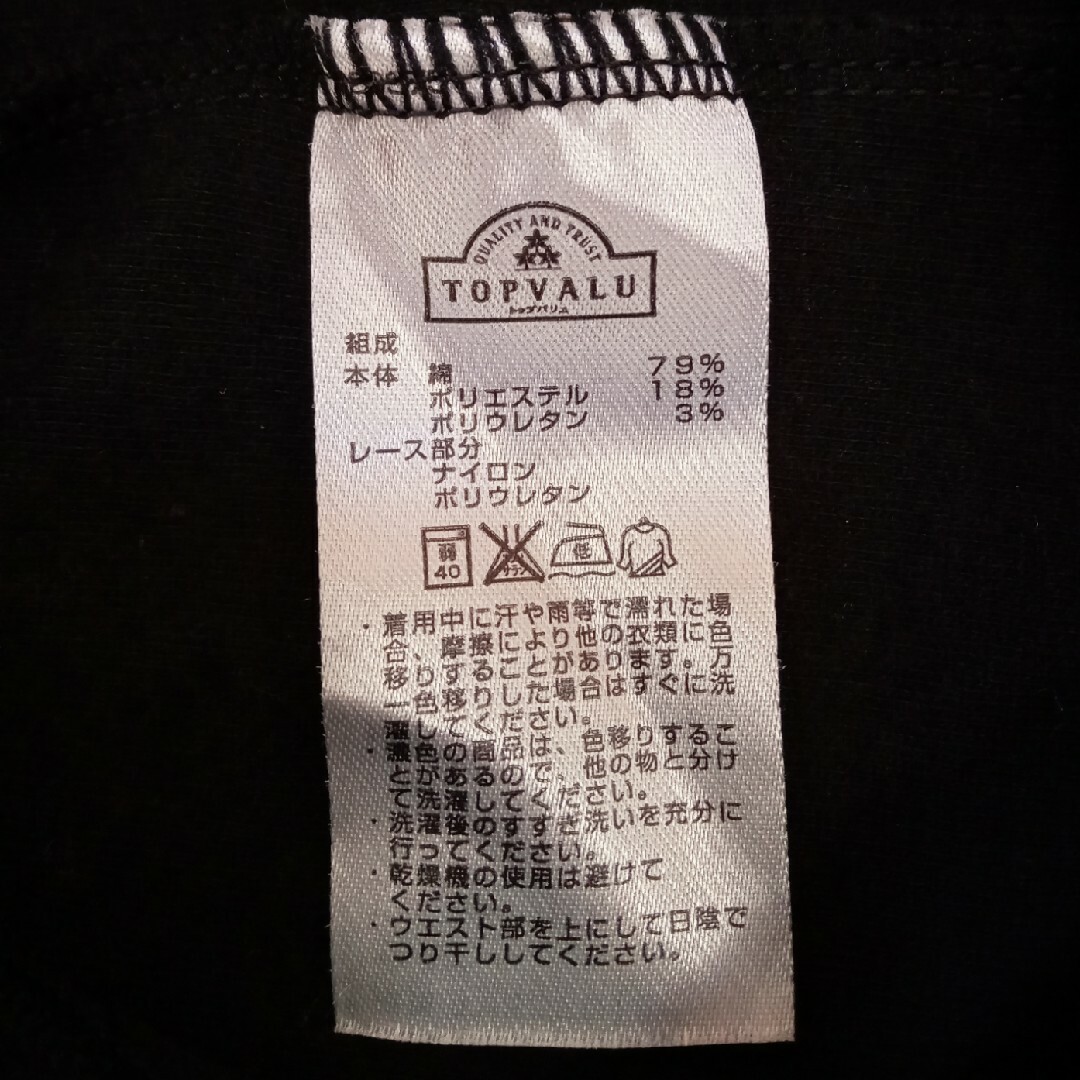 QUALITY AND TRUST
TOPVALU
トップバリュ
組成
本体 綿 79%
ポリエステル 18%
ポリウレタン 3%
レース部分
ナイロン
ポリウレタン
弱 40 低
・着用中に汗や雨等で濡れた場
合、摩擦により他の衣類に色
移りすることがあります。万
一色移りした場合はすぐに洗
濯してください。
・濃色の商品は、色移りするこ
とがあるので、他の物と分け
て洗濯してください。
・洗濯後のすすぎ洗いを充分に
行ってください。
・乾燥機の使用は避けて
ください。
・ウエスト部を上にして日陰で
つり干ししてください。